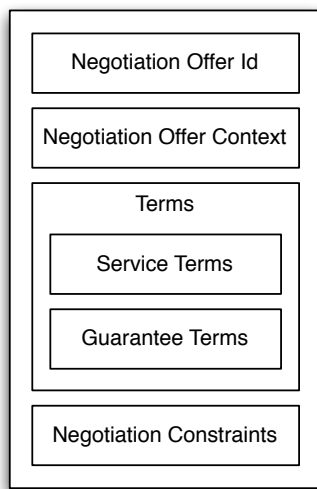 Negotiation Offer Id
Negotiation Offer Context
Terms
Service Terms
Guarantee Terms
Negotiation Constraints